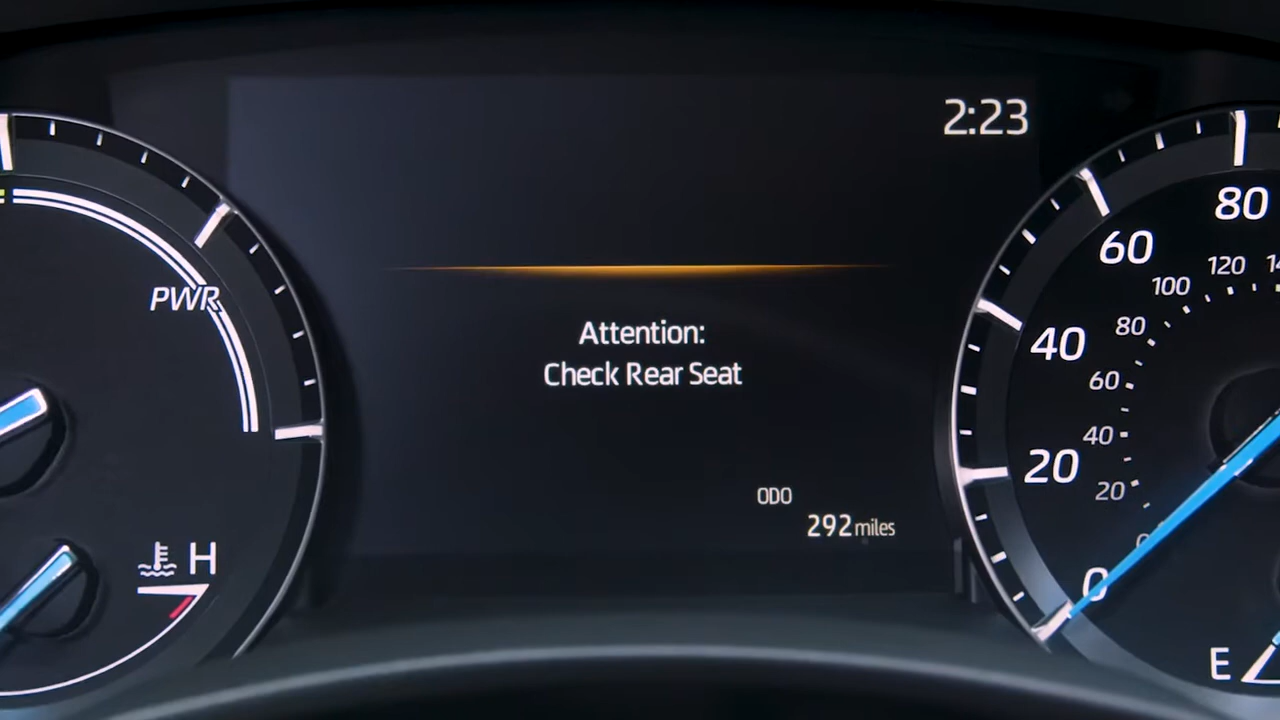 2:23
PWR
Attention:
Check Rear Seat
ODO
292 miles
H
80
60
40
20
0
120
100
80
60
40
20
E